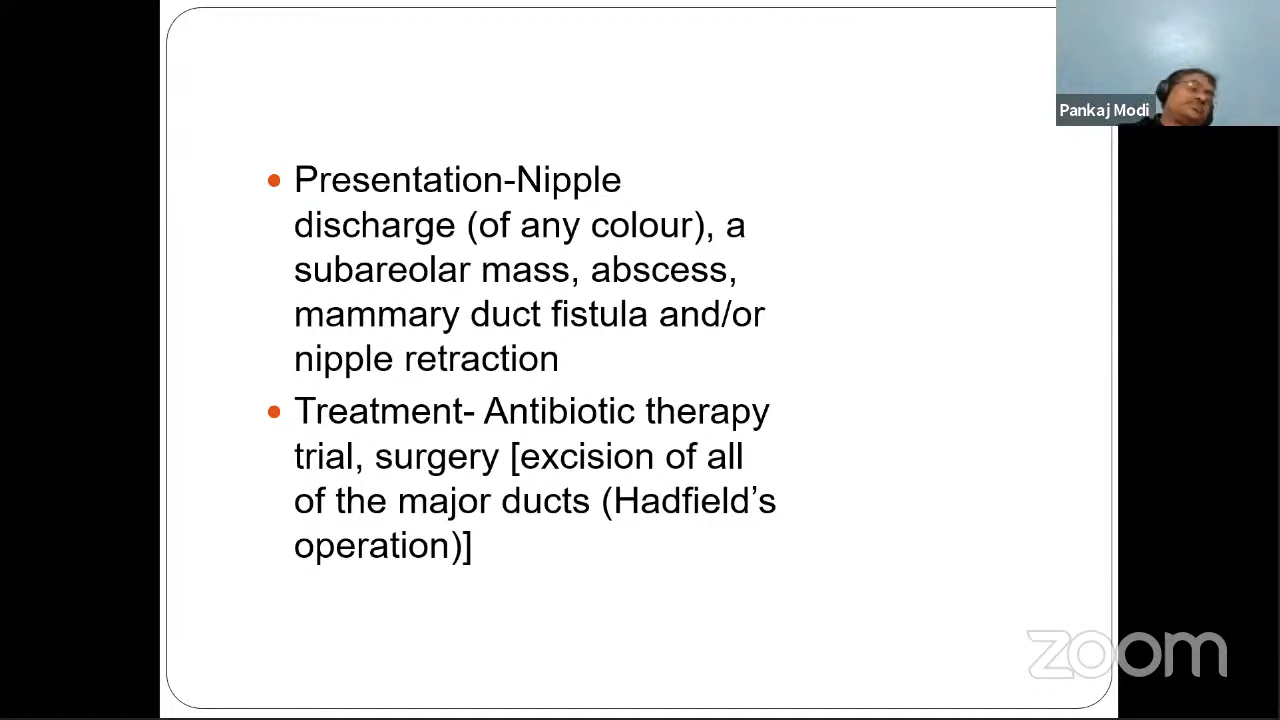 Pankaj Modi
• Presentation-Nipple
discharge (of any colour), a
subareolar mass, abscess,
mammary duct fistula and/or
nipple retraction
• Treatment- Antibiotic therapy
trial, surgery [excision of all
of the major ducts (Hadfield’s
operation)]
zoom